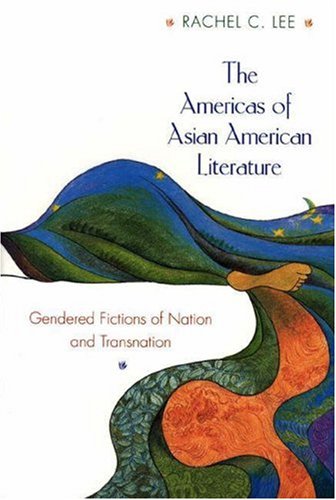 RACHEL C. LEE
The
Americas of
Asian American
Literature
Gendered Fictions of Nation
and Transnation